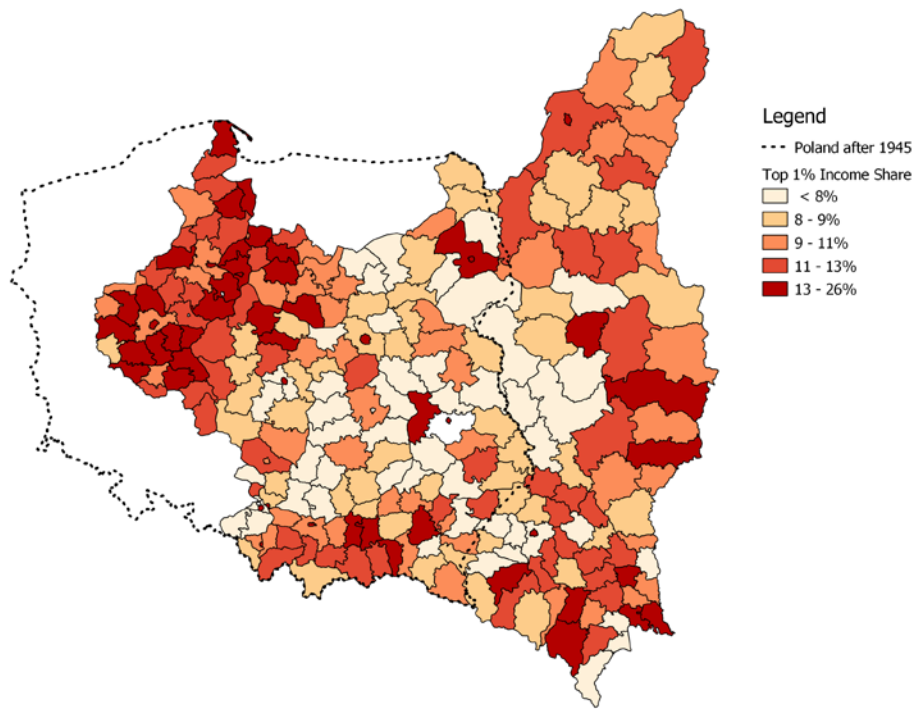 Legend
Poland after 1945
Top 1% Income Share
< 8%
8 - 9%
9 - 11%
11 - 13%
13 - 26%